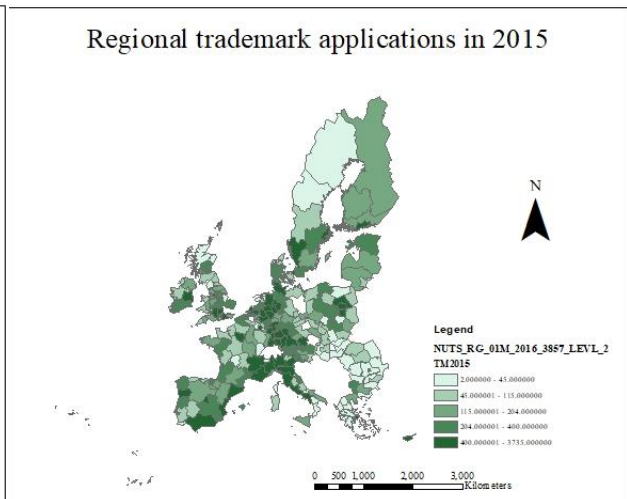 Regional trademark applications in 2015
N
Legend
NUTS_RG_01M_2016_3857_LEVL_2
TM2015
2.000000 - 45.000000
45.000001 - 115.000000
115.000001 - 204.000000
204.000001 - 400.000000
400.000001 - 3735.000000
0 500 1,000 2,000 3,000
Kilometers